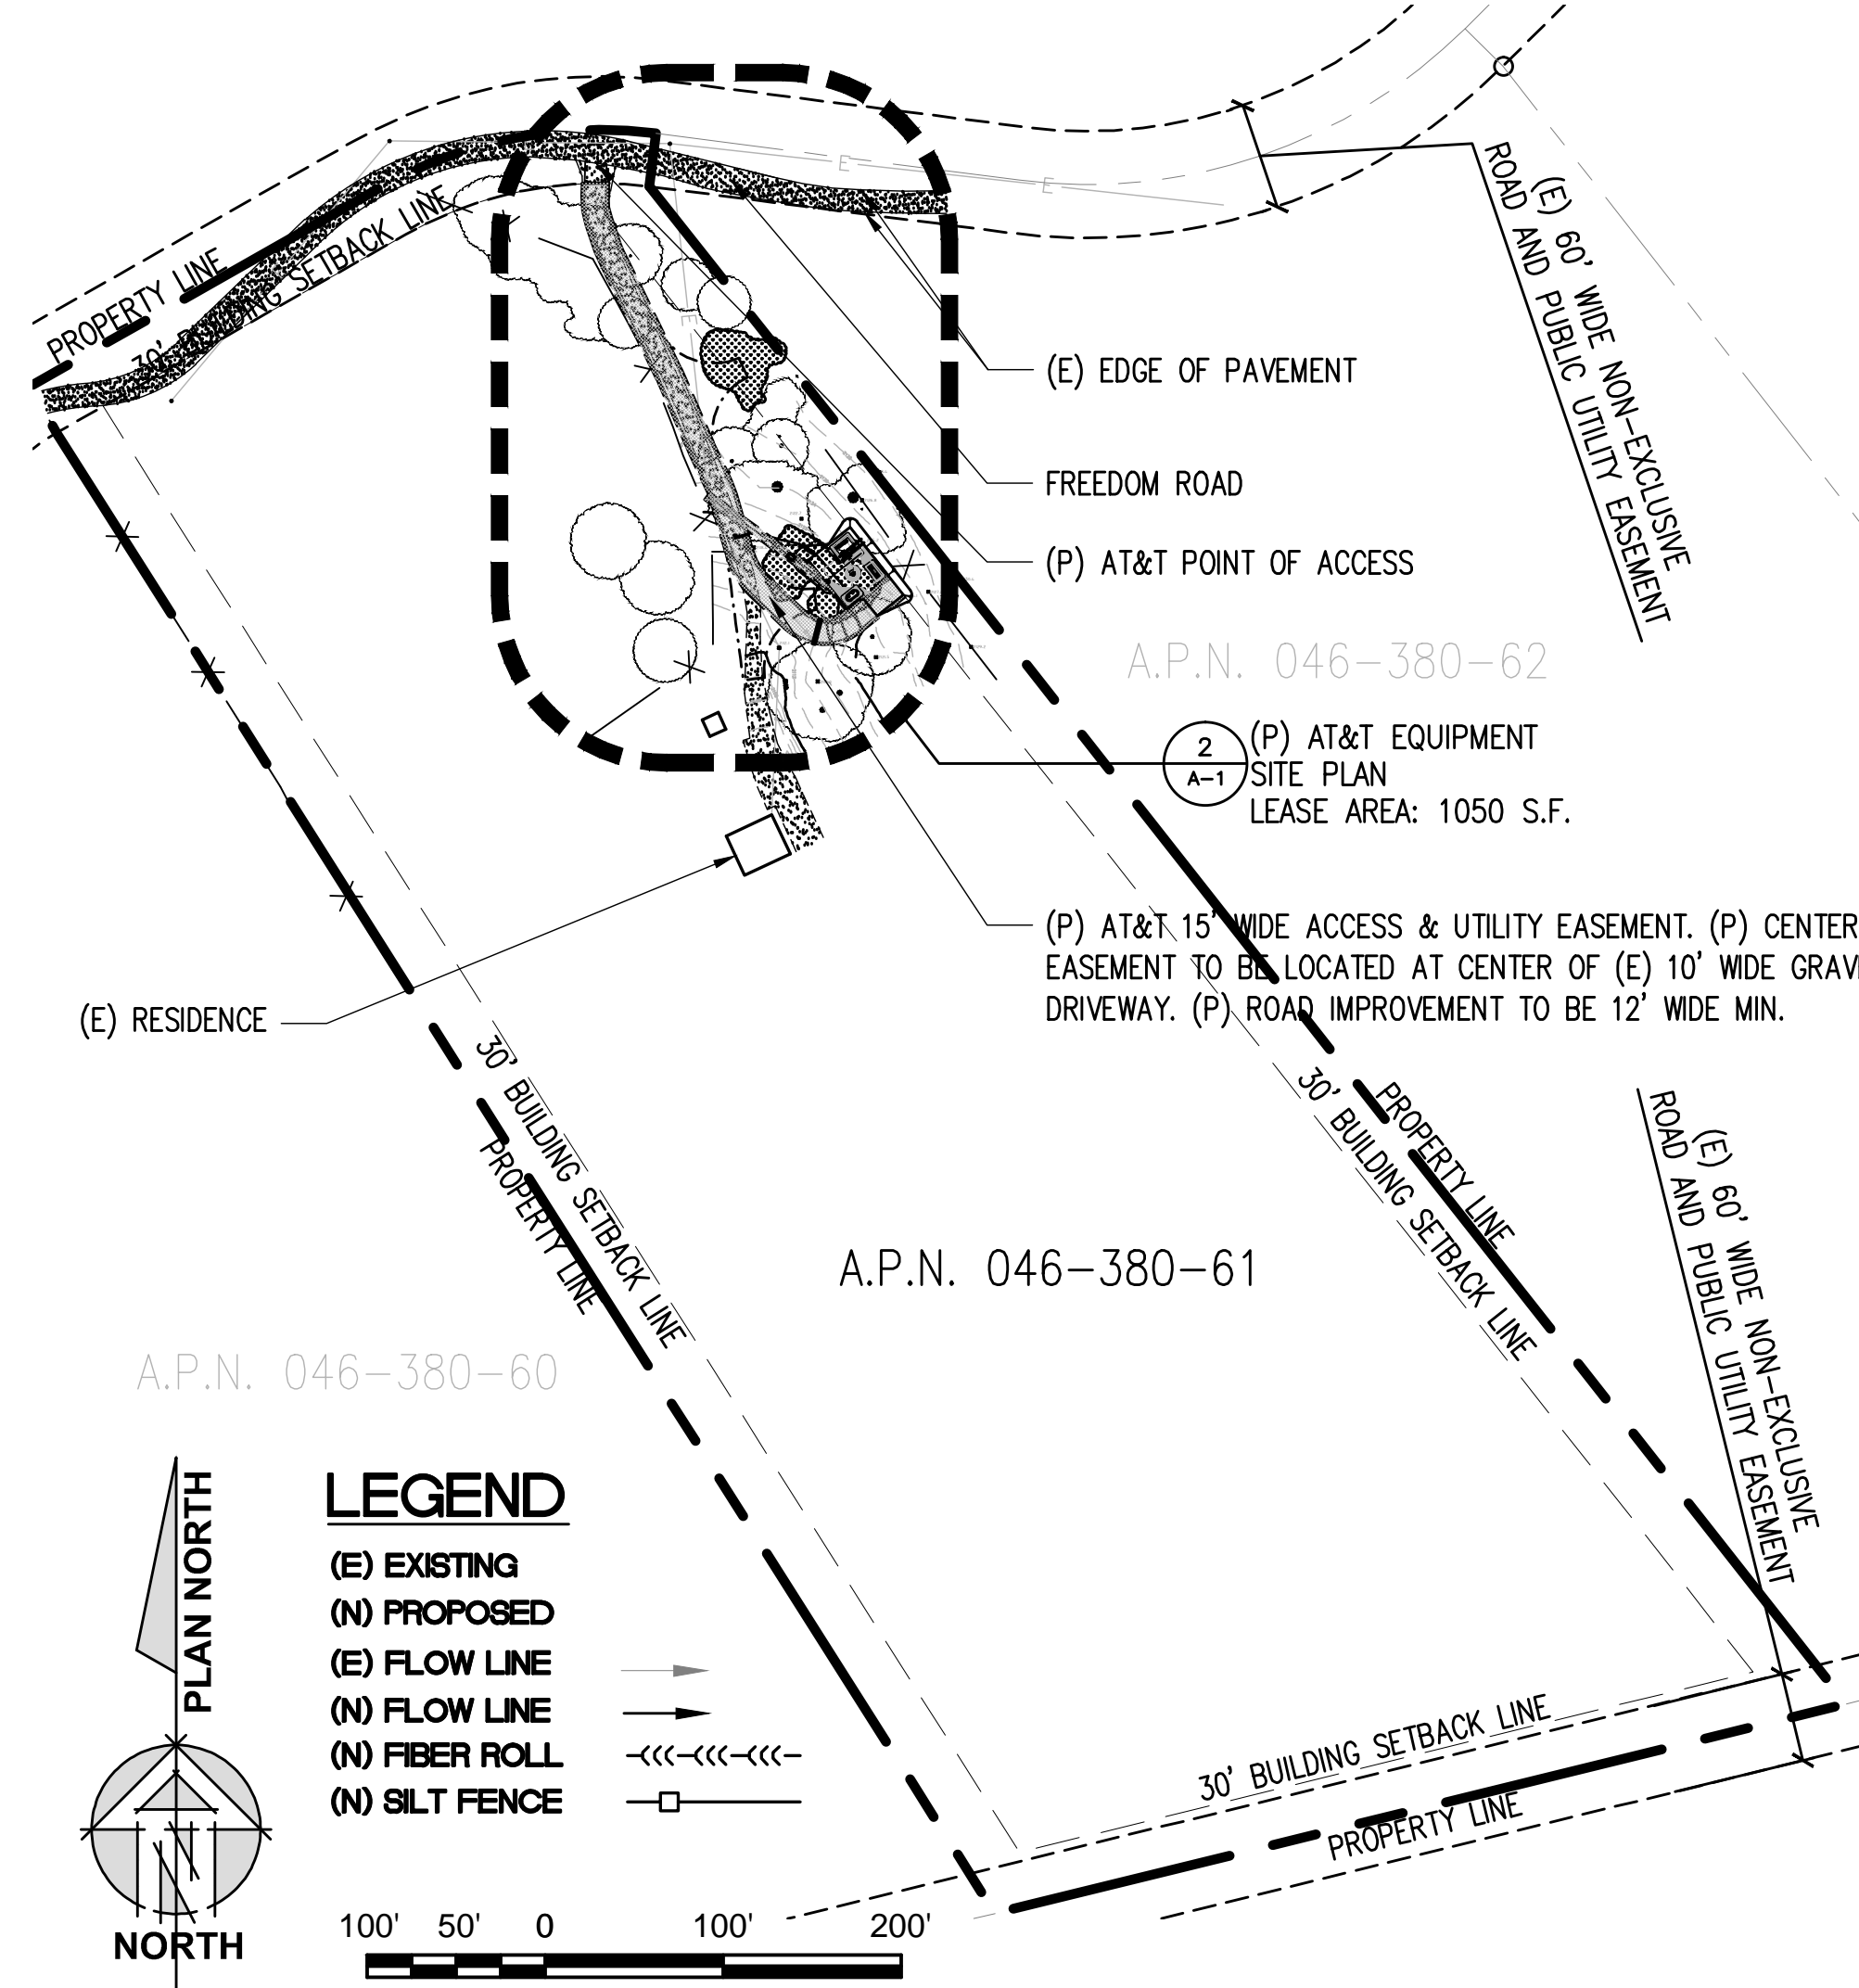 (E) 60' WIDE NON-EXCLUSIVE
ROAD AND PUBLIC UTILITY EASEMENT
PROPERTY LINE
30' BUILDING SETBACK LINE
E
E
E
(E) EDGE OF PAVEMENT
FREEDOM ROAD
(P) AT&T POINT OF ACCESS
A.P.N. 046-380-62
2
A-1
(P) AT&T EQUIPMENT
SITE PLAN
LEASE AREA: 1050 S.F.
(P) AT&T 15' WIDE ACCESS & UTILITY EASEMENT. (P) CENTER
EASEMENT TO BE LOCATED AT CENTER OF (E) 10' WIDE
DRIVEWAY. (P) ROAD IMPROVEMENT TO BE 12' WIDE MIN.
(E) RESIDENCE
30' BUILDING SETBACK LINE
PROPERTY LINE
PROPERTY LINE
30' BUILDING SETBACK LINE
(E) 60' WIDE NON-EXCLUSIVE
ROAD AND PUBLIC UTILITY EASEMENT
A.P.N. 046-380-61
A.P.N. 046-380-60
PLAN NORTH
NORTH
LEGEND
(E) EXISTING
(N) PROPOSED
(E) FLOW LINE
(N) FLOW LINE
(N) FIBER ROLL
(N) SILT FENCE
30' BUILDING SETBACK LINE
PROPERTY LINE
100' 50' 0 100' 200'